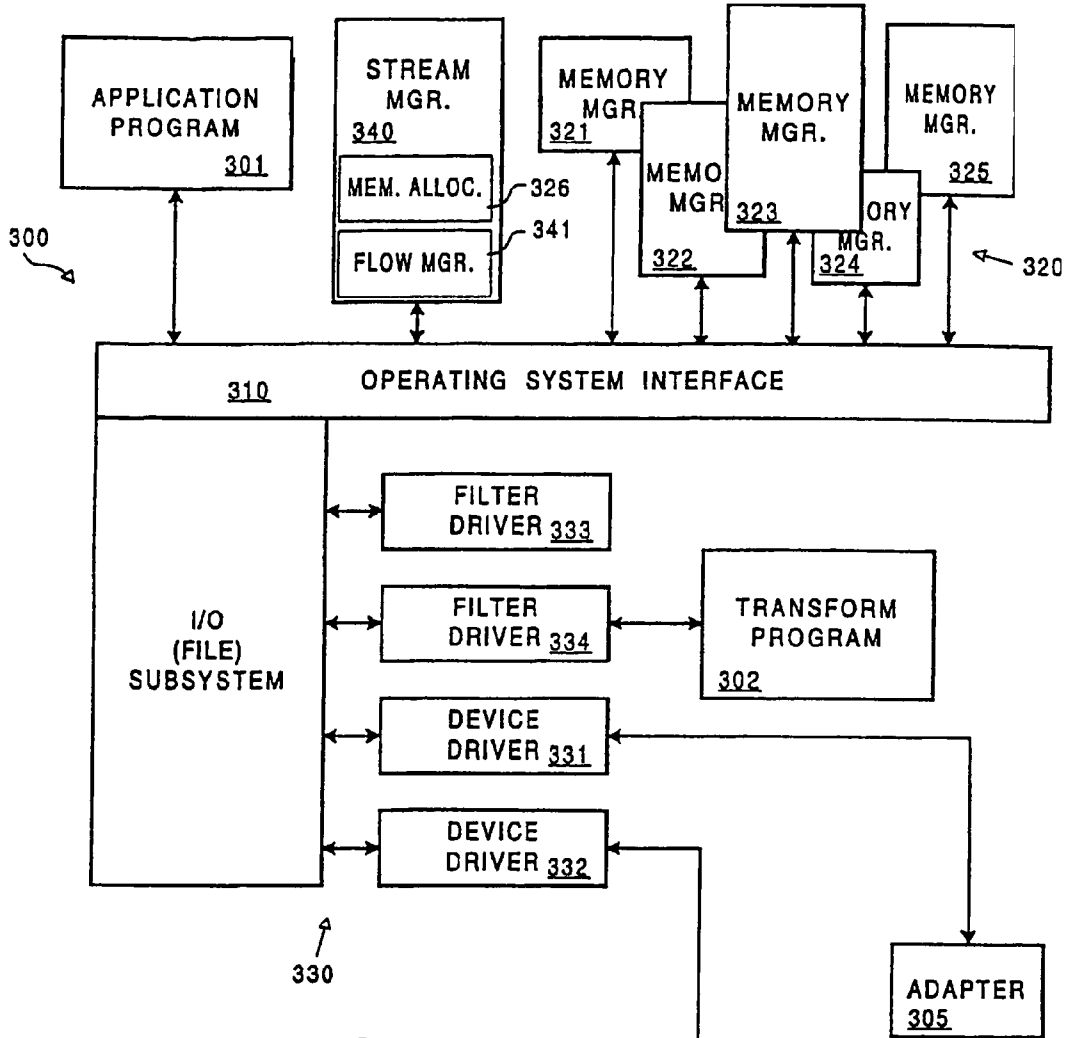 APPLICATION
PROGRAM
301
STREAM
MGR.
340
MEM. ALLOC.
326
FLOW MGR.
341
MEMORY
MGR.
321
MEMO
MGR
322
MEMORY
MGR.
323
ORY
MGR.
324
MEMORY
MGR.
325
300
320
310 OPERATING SYSTEM INTERFACE
I/O
(FILE)
SUBSYSTEM
FILTER
DRIVER 333
FILTER
DRIVER 334
TRANSFORM
PROGRAM
302
DEVICE
DRIVER 331
DEVICE
DRIVER 332
330
ADAPTER
305